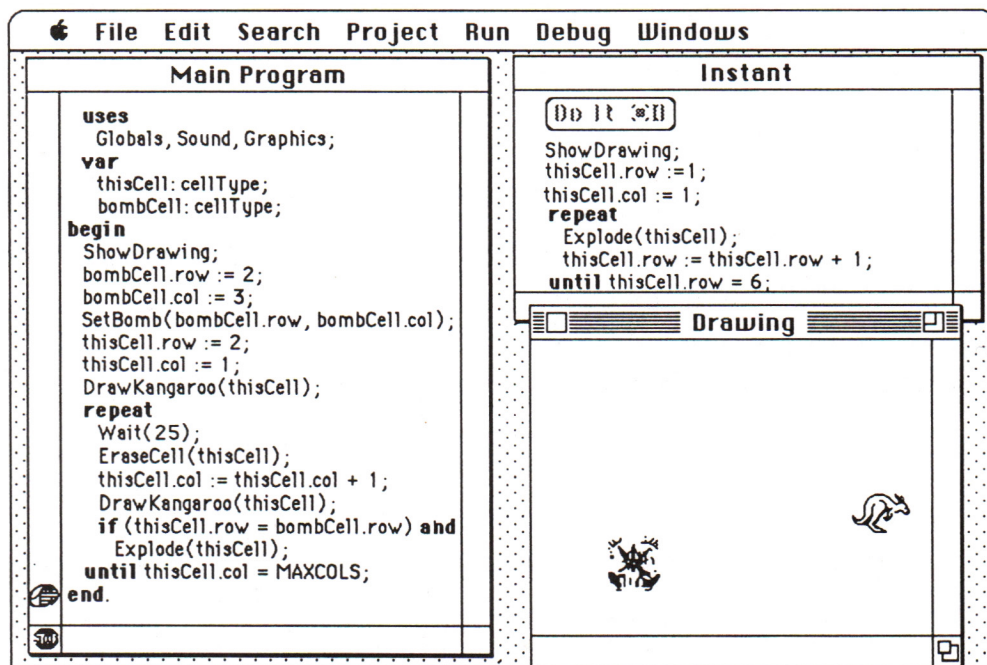 File Edit Search Project Run Debug Windows
Main Program
uses
Globals, Sound, Graphics;
var
thisCell: cellType;
bombCell: cellType;
begin
ShowDrawing;
bombCell.row := 2;
bombCell.col := 3;
SetBomb(bombCell.row, bombCell.col);
thisCell.row := 2;
thisCell.col := 1;
DrawKangaroo(thisCell);
repeat
Wait(25);
EraseCell(thisCell);
thisCell.col := thisCell.col + 1;
DrawKangaroo(thisCell);
if (thisCell.row = bombCell.row) and
Explode(thisCell);
until thisCell.col = MAXCOLS;
end.
Instant
Do It
ShowDrawing;
thisCell.row :=1;
thisCell.col := 1;
repeat
Explode(thisCell);
thisCell.row := thisCell.row + 1;
until thisCell.row = 6;
Drawing